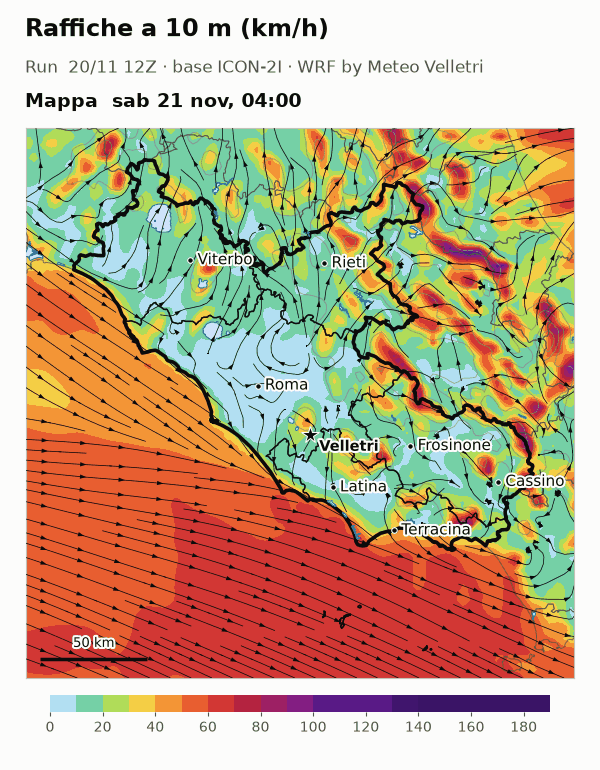 Raffiche a 10 m (km/h)
Run  20/11 12Z · base ICON-2I · WRF by Meteo Velletri
Mappa  sab 21 nov, 04:00
Viterbo
Rieti
Roma
Velletri
Frosinone
Cassino
Latina
Terracina
50 km
0 20 40 60 80 100 120 140 160 180